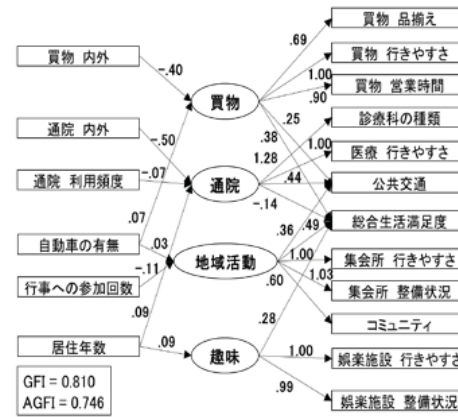 買物 内外
通院 内外
通院 利用頻度
自動車の有無
行事への参加回数
居住年数
GFI = 0.810
AGFI = 0.746
-.40
-.50
-.07
.07
.03
-.11
.09
.09
買物
通院
地域活動
趣味
.69
1.00
.90
.25
.38
1.28
1.00
.44
-.14
.36
.49
1.00
1.03
.60
.28
1.00
.99
買物 品揃え
買物 行きやすさ
買物 営業時間
診療科の種類
医療 行きやすさ
公共交通
総合生活満足度
集会所 行きやすさ
集会所 整備状況
コミュニティ
娯楽施設 行きやすさ
娯楽施設 整備状況